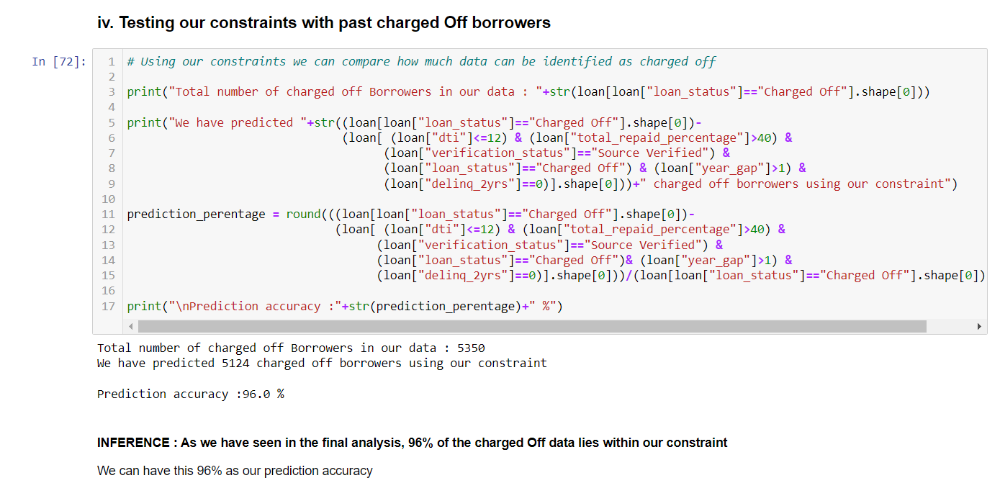 iv. Testing our constraints with past charged Off borrowers
In [72]:
1 # Using our constraints we can compare how much data can be identified as charged off
2
3 print("Total number of charged off Borrowers in our data : "+str(loan[loan["loan_status"]=="Charged Off"].shape[0]))
4
5 print("We have predicted "+str((loan[loan["loan_status"]=="Charged Off"].shape[0])-
6 (loan[ (loan["dti"]<=12) & (loan["total_repaid_percentage"]>40) &
7 (loan["verification_status"]=="Source Verified") &
8 (loan["loan_status"]=="Charged Off") & (loan["year_gap"]>1) &
9 (loan["delinq_2yrs"]==0)].shape[0]))+" charged off borrowers using our constraint")
10
11 prediction_perentage = round(((loan[loan["loan_status"]=="Charged Off"].shape[0])-
12 (loan[ (loan["dti"]<=12) & (loan["total_repaid_percentage"]>40) &
13 (loan["verification_status"]=="Source Verified") &
14 (loan["loan_status"]=="Charged Off")& (loan["year_gap"]>1) &
15 (loan["delinq_2yrs"]==0)].shape[0]))/(loan[loan["loan_status"]=="Charged Off"].shape[0])
16
17 print("\nPrediction accuracy :"+str(prediction_perentage)+" %")
Total number of charged off Borrowers in our data : 5350
We have predicted 5124 charged off borrowers using our constraint
Prediction accuracy :96.0 %
INFERENCE : As we have seen in the final analysis, 96% of the charged Off data lies within our constraint
We can have this 96% as our prediction accuracy